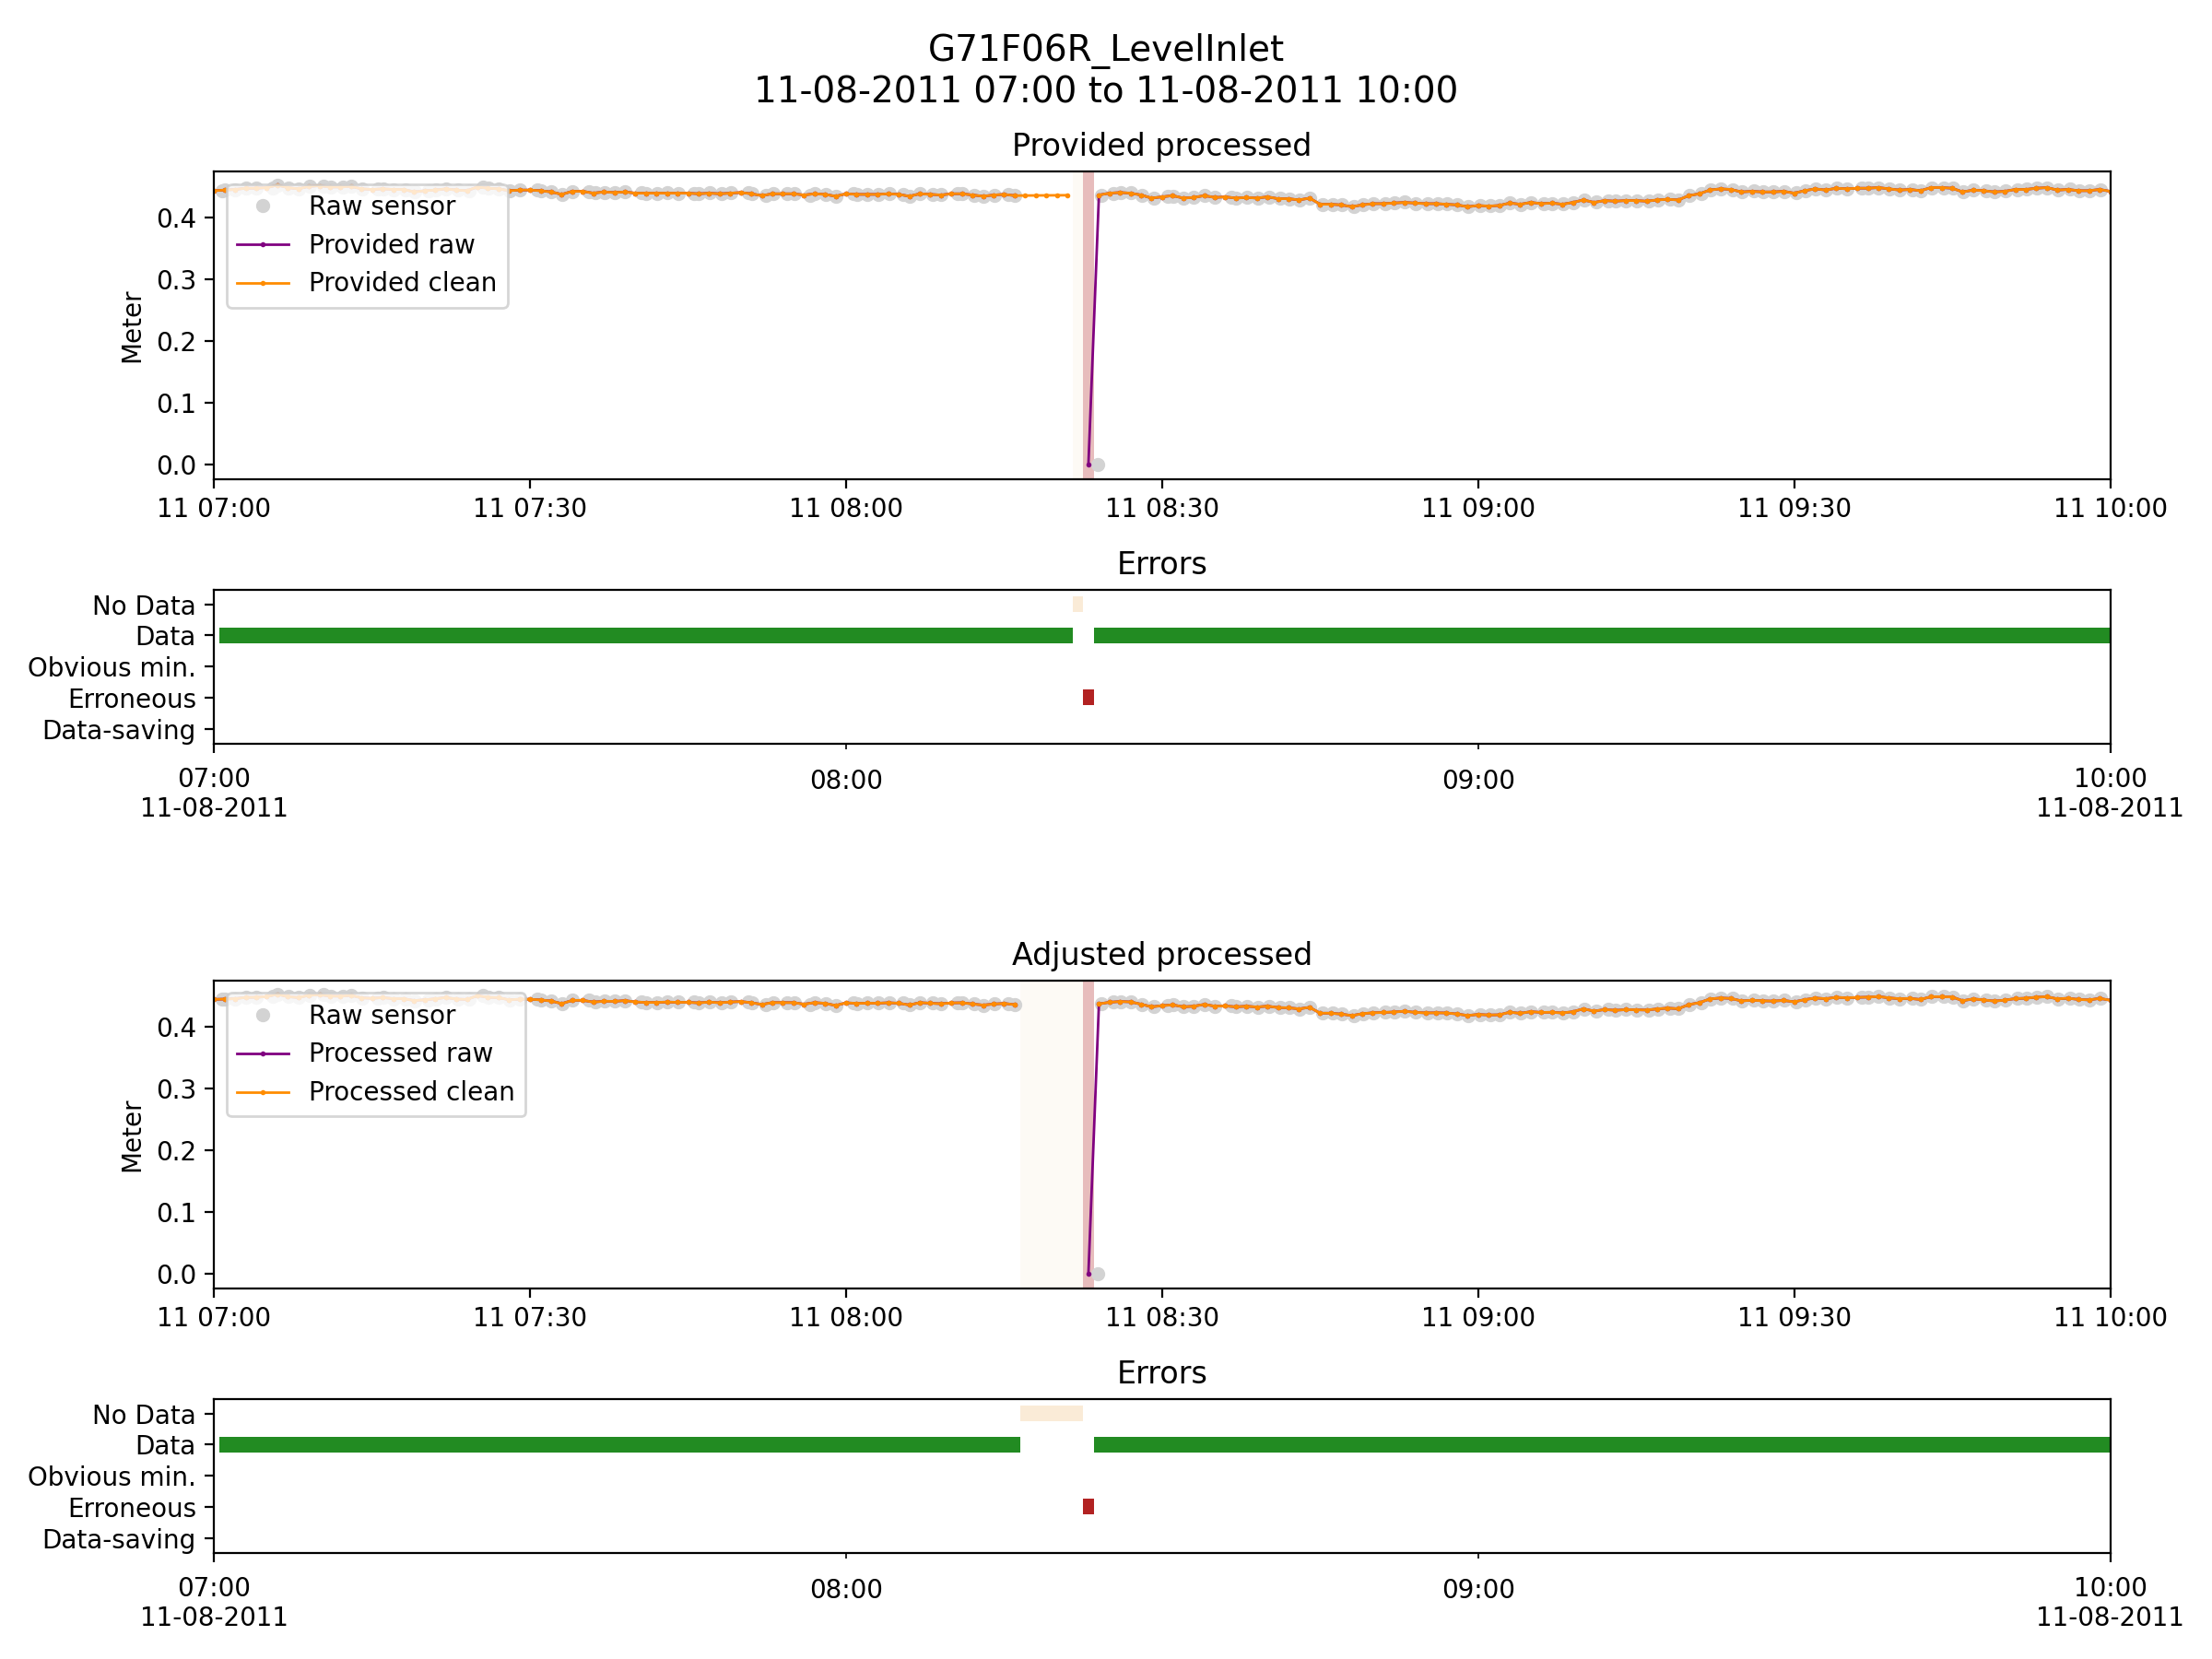 G71F06R_LevelInlet
11-08-2011 07:00 to 11-08-2011 10:00
Provided processed
Raw sensor
Provided raw
Provided clean
Meter
0.4
0.3
0.2
0.1
0.0
11 07:00 11 07:30 11 08:00 11 08:30 11 09:00 11 09:30 11 10:00
Errors
No Data
Data
Obvious min.
Erroneous
Data-saving
07:00 08:00 09:00 10:00
11-08-2011 11-08-2011
Adjusted processed
Raw sensor
Processed raw
Processed clean
Meter
0.4
0.3
0.2
0.1
0.0
11 07:00 11 07:30 11 08:00 11 08:30 11 09:00 11 09:30 11 10:00
Errors
No Data
Data
Obvious min.
Erroneous
Data-saving
07:00 08:00 09:00 10:00
11-08-2011 11-08-2011